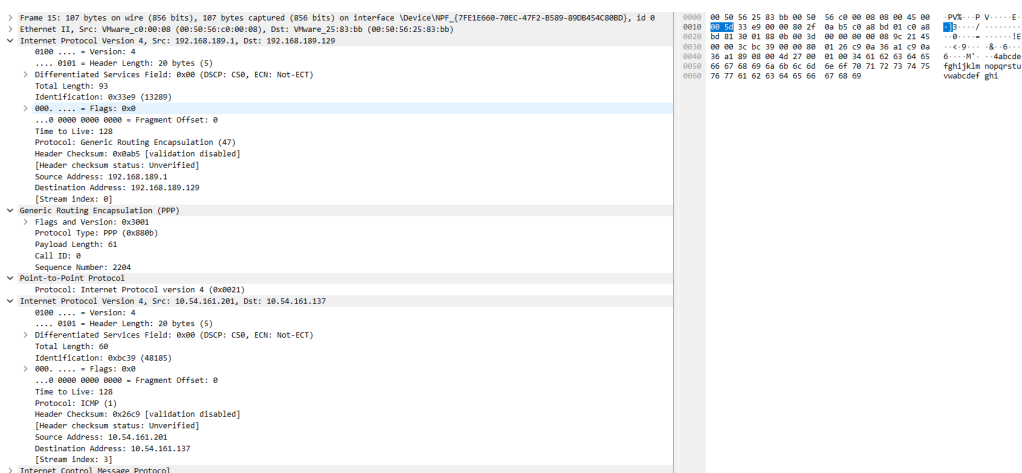 Frame 15: 107 bytes on wire (856 bits), 107 bytes captured (856 bits) on interface \Device\NPF_{7FE1E660-70EC-47F2-B589-89DB454C80BD}, id 0
Ethernet II, Src: VMware_c0:00:08 (00:50:56:c0:00:08), Dst: VMware_25:83:bb (00:50:56:25:83:bb)
Internet Protocol Version 4, Src: 192.168.189.1, Dst: 192.168.189.129
0100 .... = Version: 4
.... 0101 = Header Length: 20 bytes (5)
Differentiated Services Field: 0x00 (DSCP: CS0, ECN: Not-ECT)
Total Length: 93
Identification: 0x33e9 (13289)
000. .... = Flags: 0x0
...0 0000 0000 0000 = Fragment Offset: 0
Time to Live: 128
Protocol: Generic Routing Encapsulation (47)
Header Checksum: 0x0ab5 [validation disabled]
[Header checksum status: Unverified]
Source Address: 192.168.189.1
Destination Address: 192.168.189.129
[Stream index: 0]
Generic Routing Encapsulation (PPP)
Flags and Version: 0x3001
Protocol Type: PPP (0x880b)
Payload Length: 61
Call ID: 0
Sequence Number: 2204
Point-to-Point Protocol
Protocol: Internet Protocol version 4 (0x0021)
Internet Protocol Version 4, Src: 10.54.161.201, Dst: 10.54.161.137
0100 .... = Version: 4
.... 0101 = Header Length: 20 bytes (5)
Differentiated Services Field: 0x00 (DSCP: CS0, ECN: Not-ECT)
Total Length: 60
Identification: 0xbc39 (48185)
000. .... = Flags: 0x0
...0 0000 0000 0000 = Fragment Offset: 0
Time to Live: 128
Protocol: ICMP (1)
Header Checksum: 0x26c9 [validation disabled]
[Header checksum status: Unverified]
Source Address: 10.54.161.201
Destination Address: 10.54.161.137
[Stream index: 3]
Internet Control Message Protocol
0000 00 50 56 25 83 bb 00 50 56 c0 00 08 08 00 45 00 ·PV%···P V·····E·
0010 00 5d 33 e9 00 00 80 2f 0a b5 c0 a8 bd 01 c0 a8 ·]3····/ ········
0020 bd 81 30 01 88 0b 00 3d 00 00 00 00 08 9c 21 45 ··0····= ······!E
0030 00 00 3c bc 39 00 00 80 01 26 c9 0a 36 a1 c9 0a ··<·9··· ·&··6···
0040 36 a1 89 08 00 4d 27 00 01 00 34 61 62 63 64 65 6····M'· ··4abcde
0050 66 67 68 69 6a 6b 6c 6d 6e 6f 70 71 72 73 74 75 fghijklm nopqrstu
0060 76 77 61 62 63 64 65 66 67 68 69 vwabcdef ghi